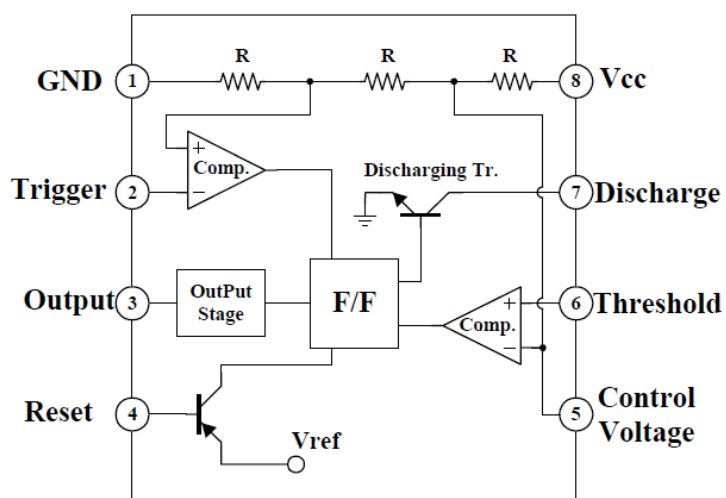 R R R
GND 1 8 Vcc
+
Comp.
−
Trigger 2
Discharging Tr.
7 Discharge
Output 3
OutPut
Stage
F/F
+
Comp.
−
6 Threshold
Reset 4
Vref
5 Control
Voltage